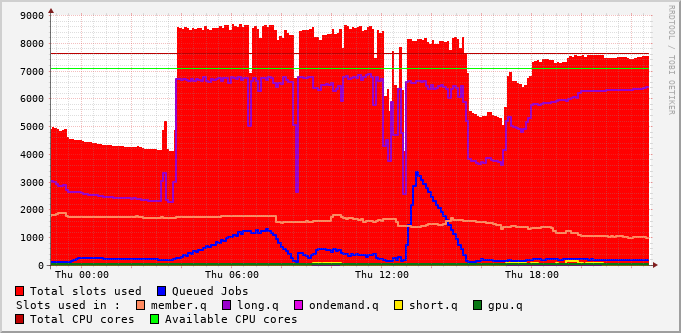 9000
8000
7000
6000
5000
4000
3000
2000
1000
0
Thu 00:00 Thu 06:00 Thu 12:00 Thu 18:00
RRDTOOL / TOBI OETIKER
Total slots used Queued Jobs
Slots used in : member.q long.q ondemand.q short.q gpu.q
Total CPU cores Available CPU cores